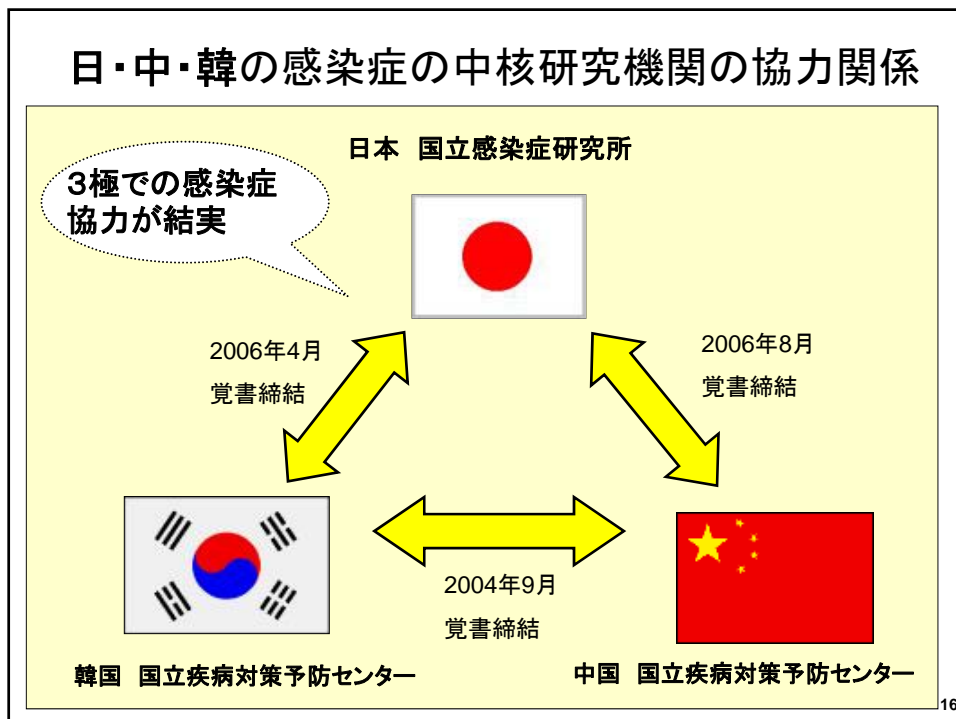 日・中・韓の感染症の中核研究機関の協力関係
日本　国立感染症研究所
３極での感染症
協力が結実
2006年4月
覚書締結
2006年8月
覚書締結
2004年9月
覚書締結
韓国　国立疾病対策予防センター
中国　国立疾病対策予防センター
16